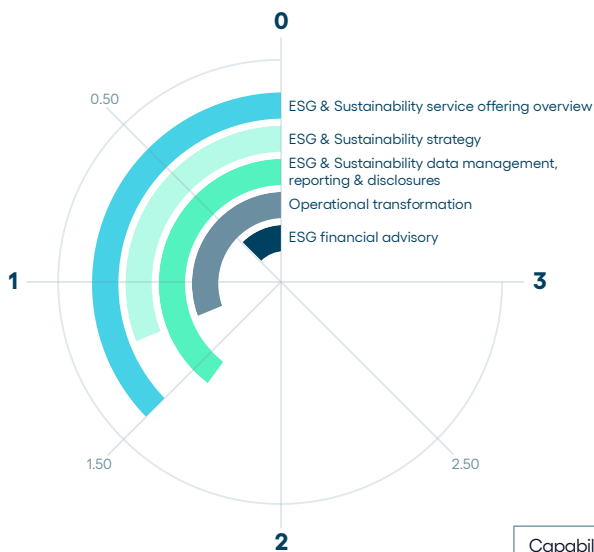 0
0.50
ESG & Sustainability service offering overview
ESG & Sustainability strategy
ESG & Sustainability data management,
reporting & disclosures
Operational transformation
ESG financial advisory
1
3
1.50
2.50
2
Capabil